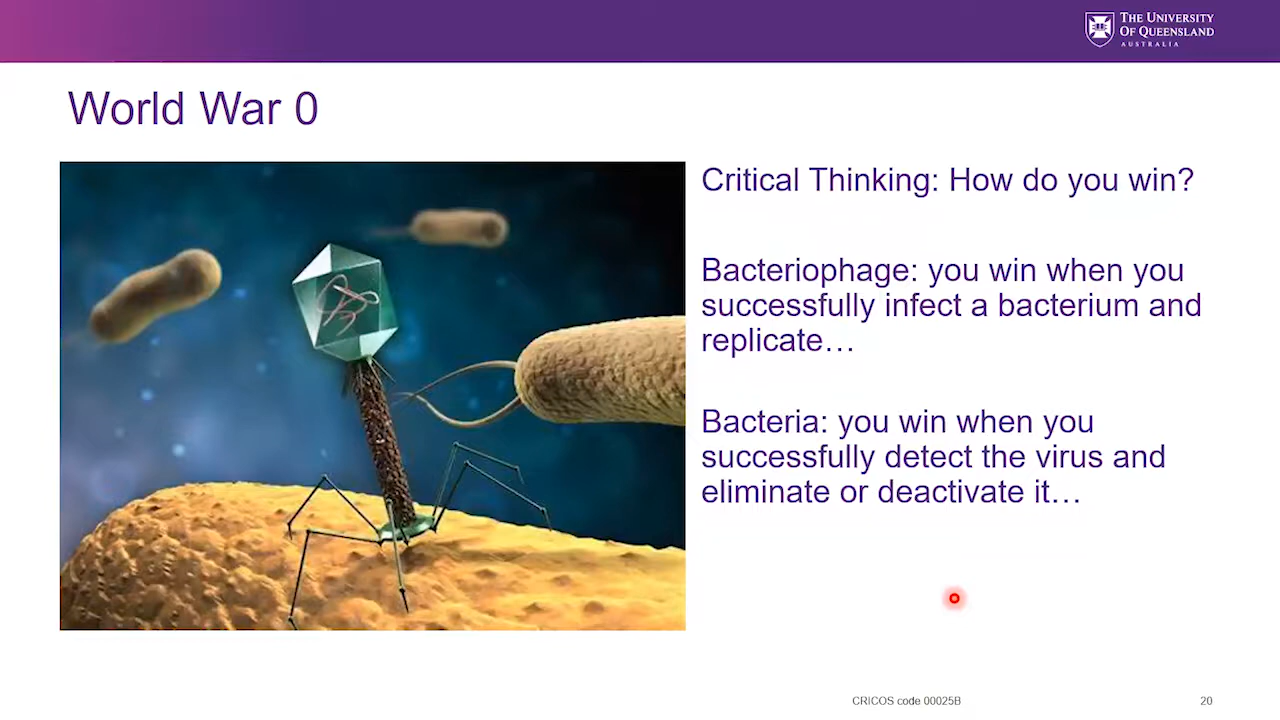 THE UNIVERSITY
OF QUEENSLAND
AUSTRALIA
World War 0
Critical Thinking: How do you win?
Bacteriophage: you win when you
successfully infect a bacterium and
replicate…
Bacteria: you win when you
successfully detect the virus and
eliminate or deactivate it…
CRICOS code 00025B
20